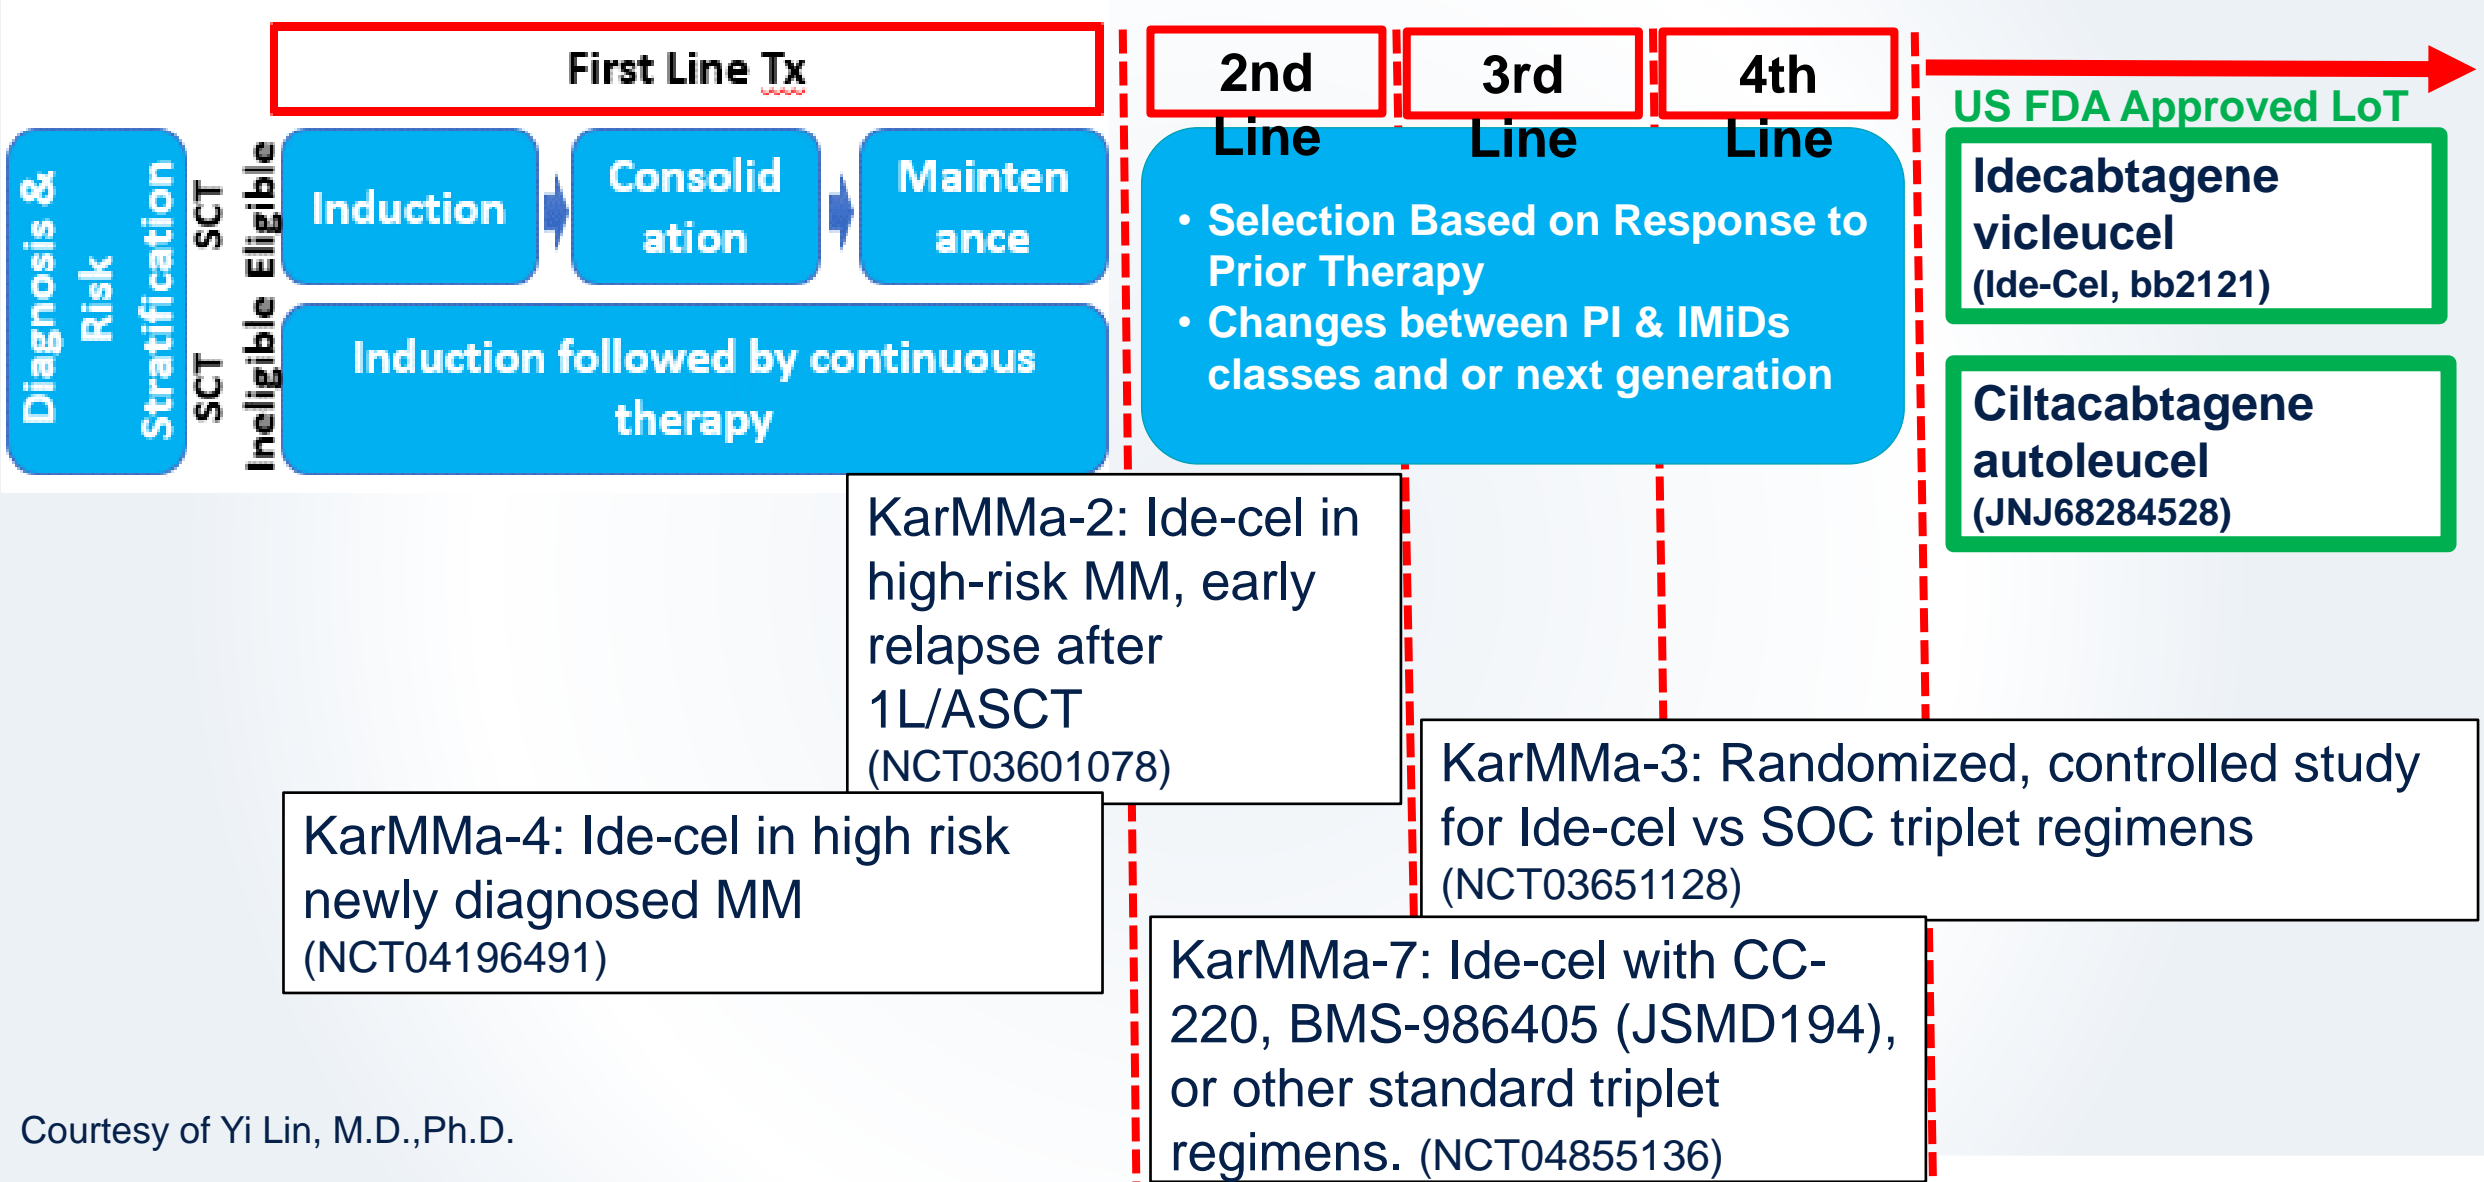 First Line Tx
2nd
Line
3rd
Line
4th
Line
US FDA Approved LoT
Diagnosis &
Risk
Stratification
SCT
Eligible
SCT
Ineligible
Induction
Consolid
ation
Mainten
ance
Induction followed by continuous
therapy
• Selection Based on Response to
Prior Therapy
• Changes between PI & IMiDs
classes and or next generation
Idecabtagene
vicleucel
(Ide-Cel, bb2121)
Ciltacabtagene
autoleucel
(JNJ68284528)
KarMMa-2: Ide-cel in
high-risk MM, early
relapse after
1L/ASCT
(NCT03601078)
KarMMa-3: Randomized, controlled study
for Ide-cel vs SOC triplet regimens
(NCT03651128)
KarMMa-4: Ide-cel in high risk
newly diagnosed MM
(NCT04196491)
KarMMa-7: Ide-cel with CC-
220, BMS-986405 (JSMD194),
or other standard triplet
regimens. (NCT04855136)
Courtesy of Yi Lin, M.D.,Ph.D.